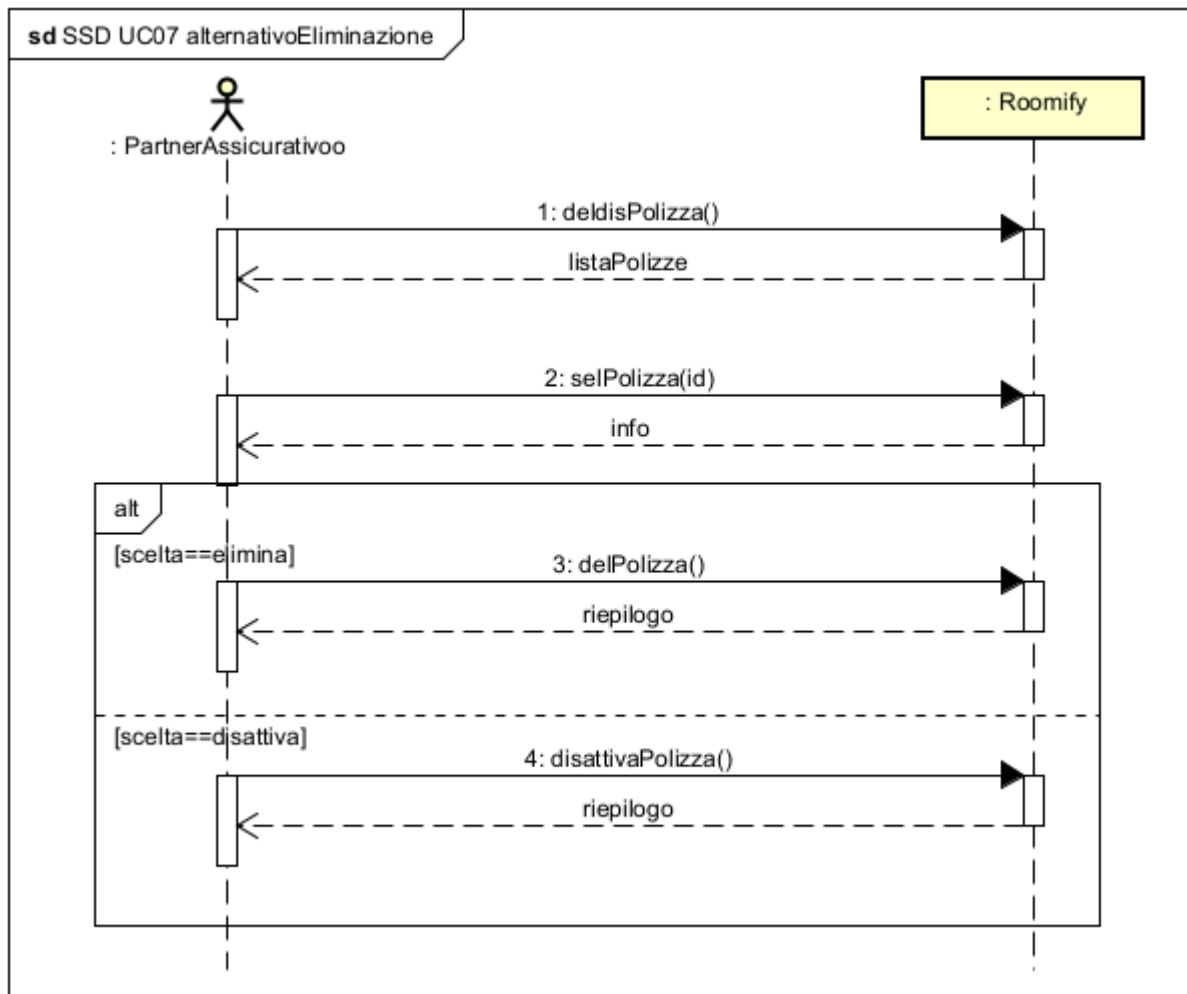 sd SSD UC07 alternativoEliminazione
: PartnerAssicurativoo
: Roomify
1: deldisPolizza()
listaPolizze
2: selPolizza(id)
info
alt
[scelta==elimina]
3: delPolizza()
riepilogo
[scelta==disattiva]
4: disattivaPolizza()
riepilogo